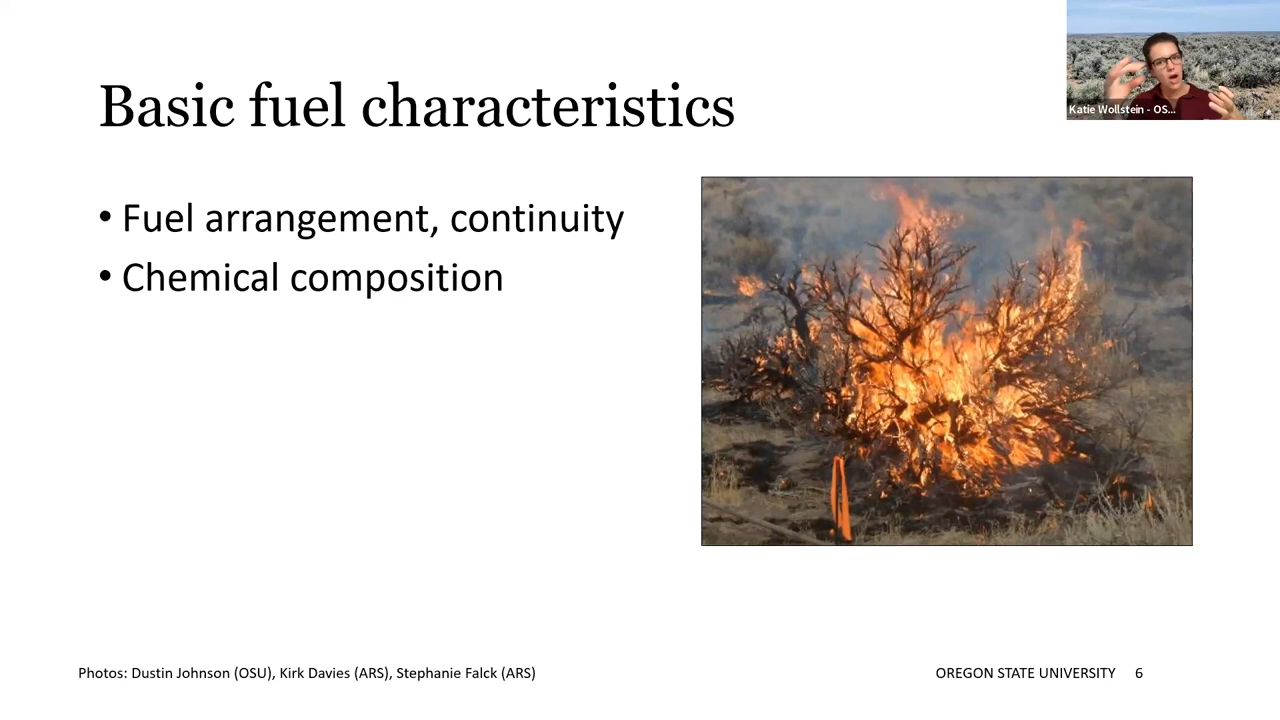 Katie Wollstein - OS...
Basic fuel characteristics
• Fuel arrangement, continuity
• Chemical composition
Photos: Dustin Johnson (OSU), Kirk Davies (ARS), Stephanie Falck (ARS)
OREGON STATE UNIVERSITY 6